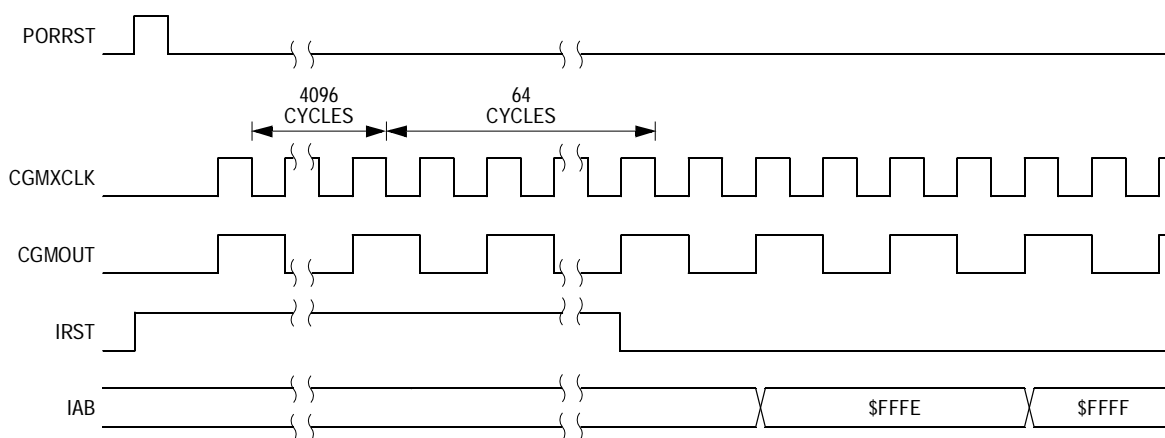 PORRST
4096
CYCLES
64
CYCLES
CGMXCLK
CGMOUT
IRST
IAB
$FFFE
$FFFF